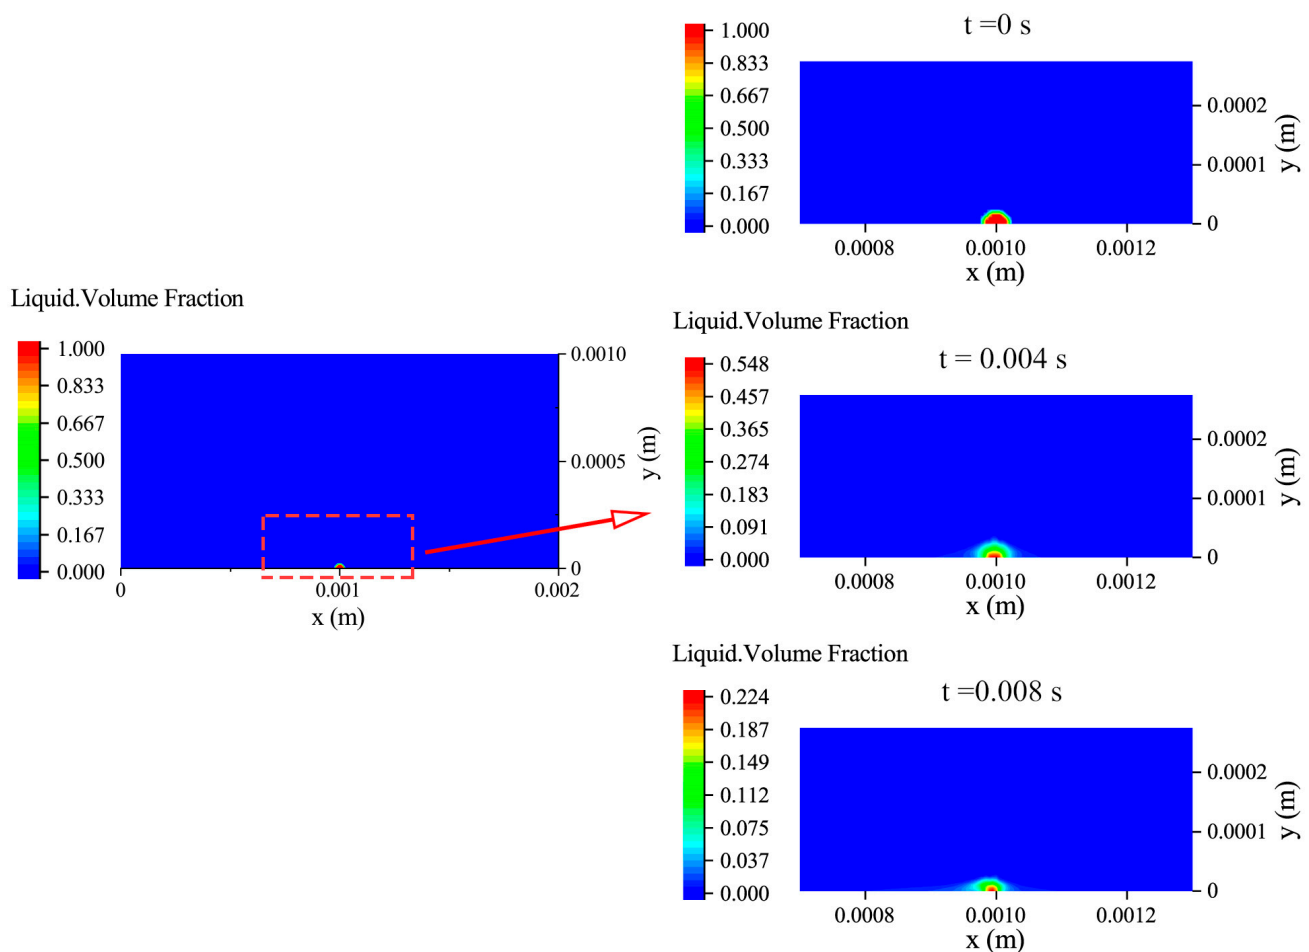 Liquid.Volume Fraction
1.000
0.833
0.667
0.500
0.333
0.167
0.000
0.0010
0.0005
0
y (m)
0 0.001 0.002
x (m)
t =0 s
1.000
0.833
0.667
0.500
0.333
0.167
0.000
0.0002
0.0001
0
y (m)
0.0008 0.0010 0.0012
x (m)
Liquid.Volume Fraction
t = 0.004 s
0.548
0.457
0.365
0.274
0.183
0.091
0.000
0.0002
0.0001
0
y (m)
0.0008 0.0010 0.0012
x (m)
Liquid.Volume Fraction
t =0.008 s
0.224
0.187
0.149
0.112
0.075
0.037
0.000
0.0002
0.0001
0
y (m)
0.0008 0.0010 0.0012
x (m)